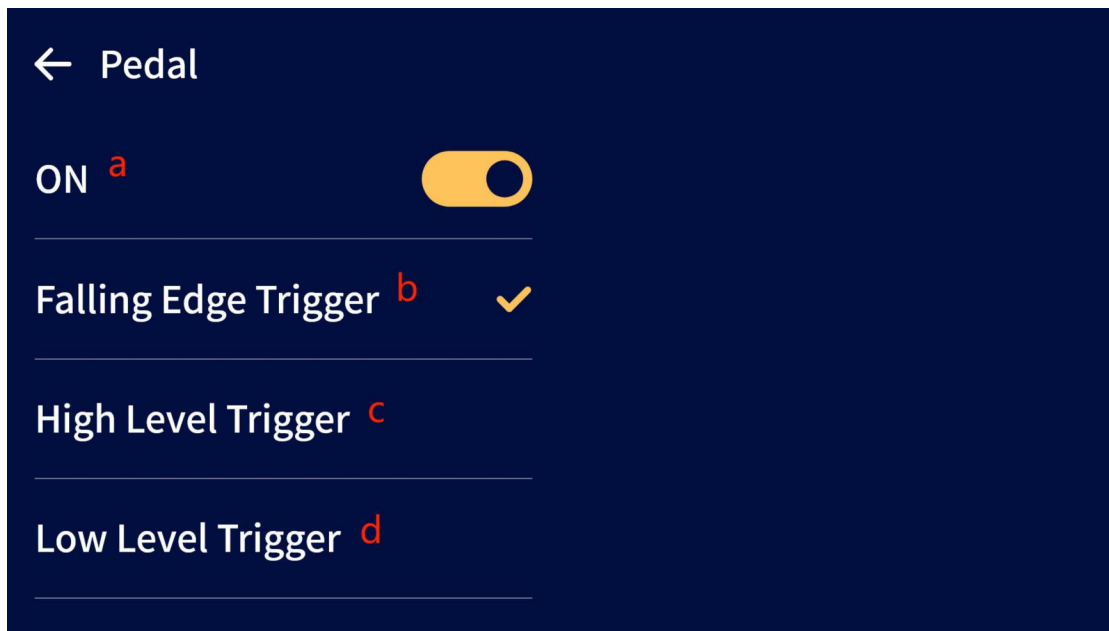 Pedal
ON a
Falling Edge Trigger b
High Level Trigger c
Low Level Trigger d